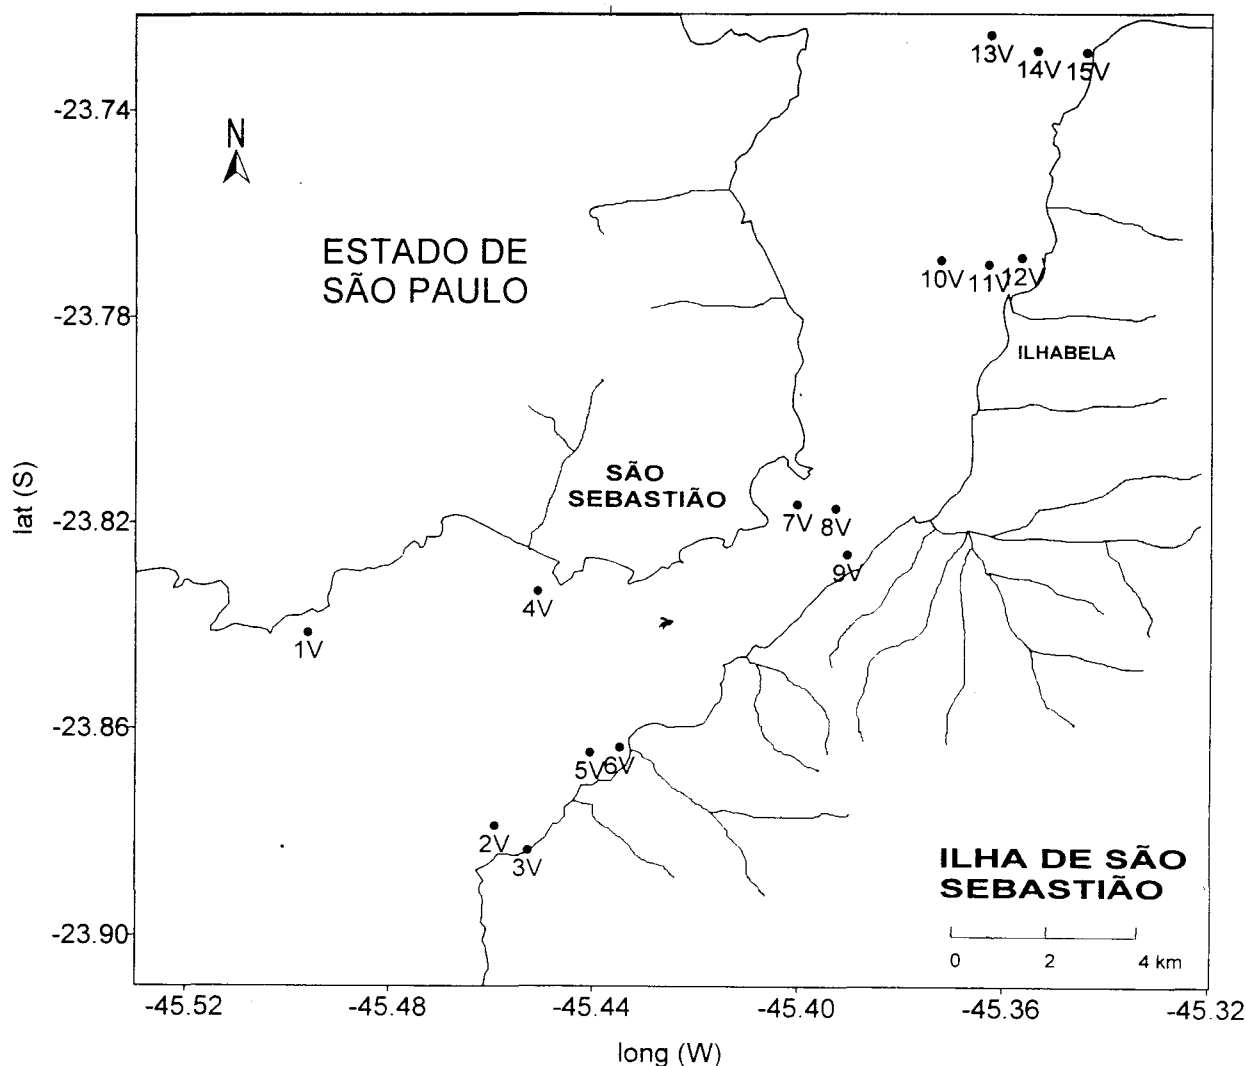 13V
14V
15V
-23.74
N
ESTADO DE
SÃO PAULO
10V
11V
12V
-23.78
ILHABELA
SÃO
SEBASTIÃO
lat (S)
-23.82
7V
8V
9V
4V
1V
-23.86
5V
6V
2V
3V
ILHA DE SÃO
SEBASTIÃO
-23.90
0 2 4 km
-45.52 -45.48 -45.44 -45.40 -45.36 -45.32
long (W)